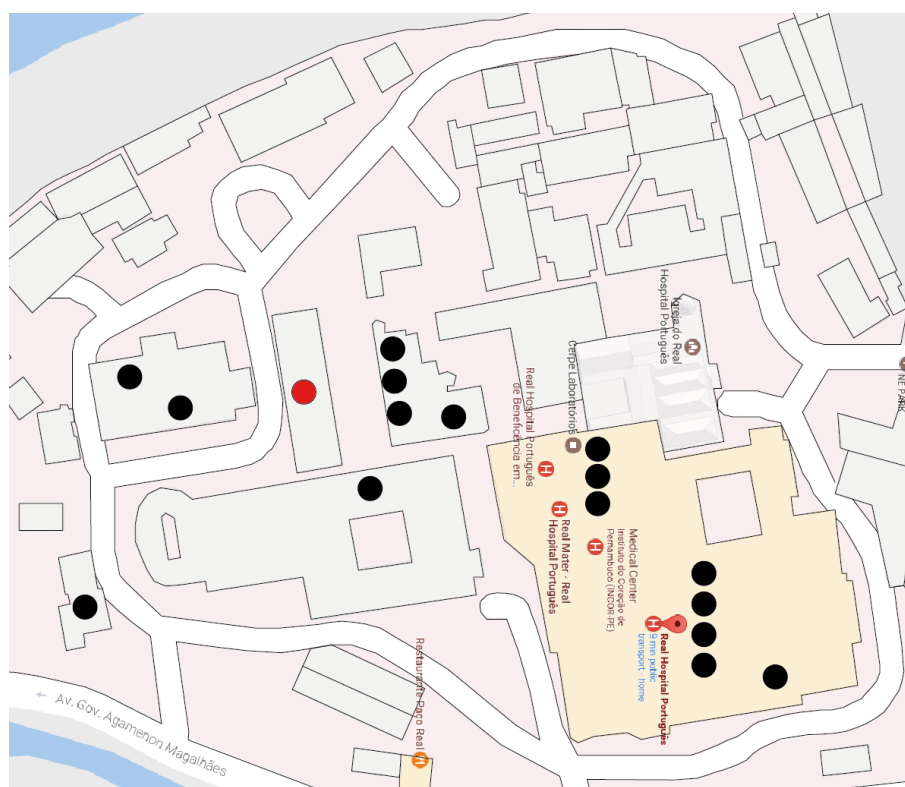 Igreja do Real
Hospital Português
NE PARK
Cerpe Laboratórios
Real Hospital Português
de Beneficência em...
Real Mater - Real
Hospital Português
Medical Center
Instituto do Coração de
Pernambuco (INCOR-PE)
Real Hospital Português
9 min public
transport - home
Restaurante Paço Real
← Av. Gov. Agamenon Magalhães
H
H
H
H